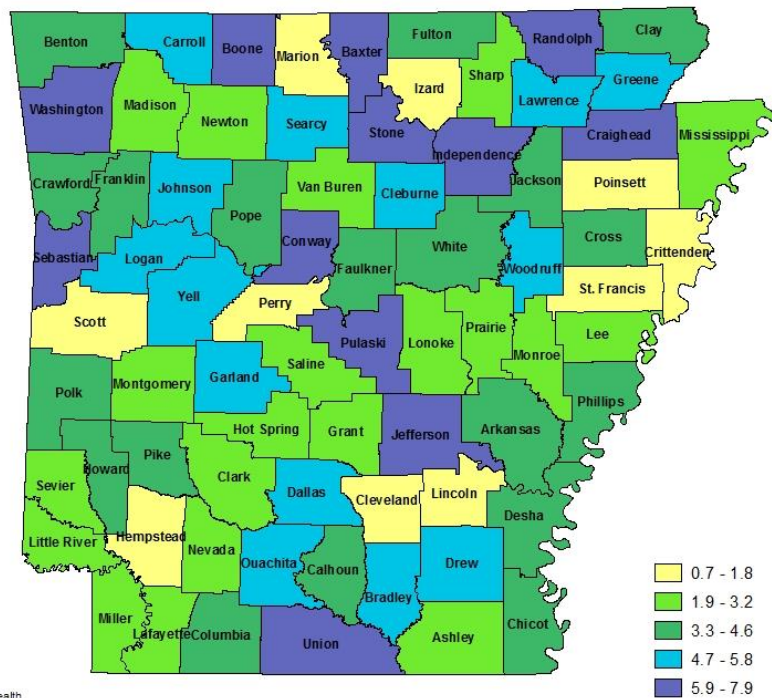 Benton
Carroll
Boone
Marion
Baxter
Fulton
Randolph
Clay
Izard
Sharp
Lawrence
Greene
Washington
Madison
Newton
Searcy
Stone
Independence
Craighead
Mississippi
Crawford
Franklin
Johnson
Pope
Van Buren
Cleburne
Jackson
Poinsett
Sebastian
Logan
Conway
Faulkner
White
Woodruff
Cross
Crittenden
Scott
Yell
Perry
Pulaski
Lonoke
Prairie
Monroe
St. Francis
Lee
Polk
Montgomery
Garland
Saline
Phillips
Hot Spring
Grant
Jefferson
Arkansas
Sevier
Howard
Pike
Clark
Dallas
Cleveland
Lincoln
Desha
Little River
Hempstead
Nevada
Ouachita
Calhoun
Bradley
Drew
Miller
Lafayette
Columbia
Union
Ashley
Chicot
0.7 - 1.8
1.9 - 3.2
3.3 - 4.6
4.7 - 5.8
5.9 - 7.9